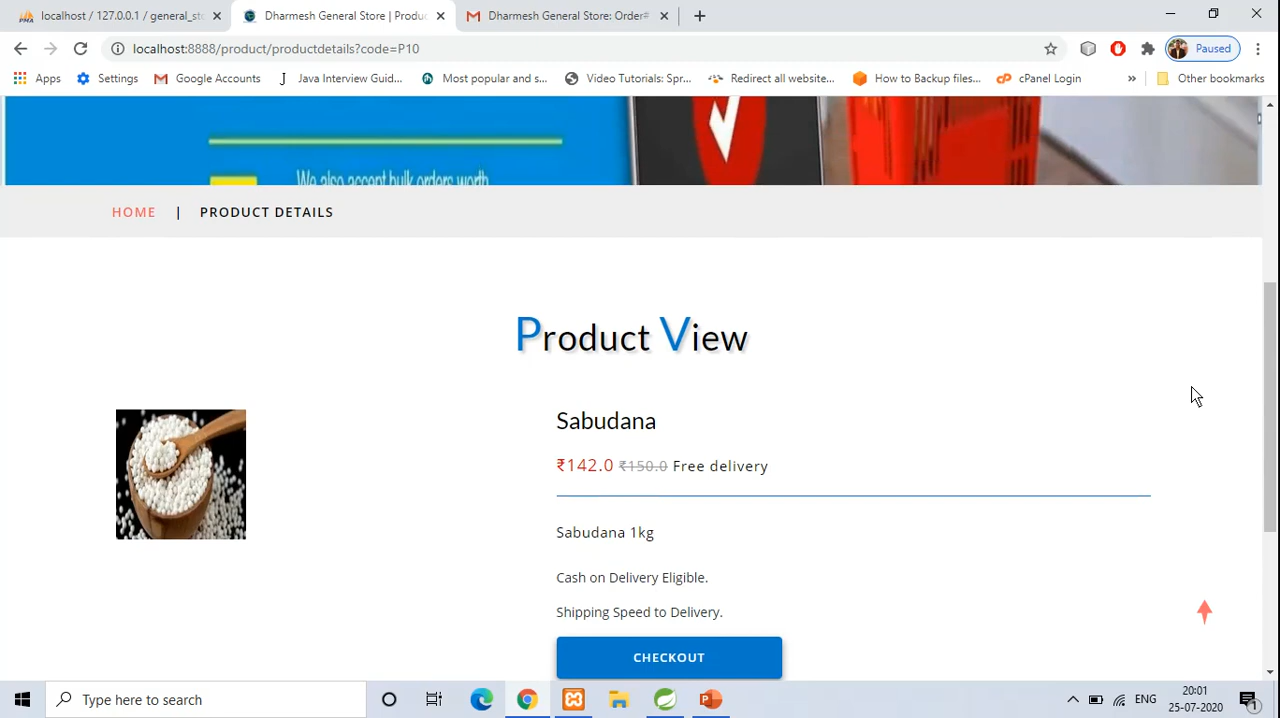 localhost / 127.0.0.1 / general_st
Dharmesh General Store | Produc
Dharmesh General Store: Order#
localhost:8888/product/productdetails?code=P10
Paused
Apps
Settings
Google Accounts
Java Interview Guid...
Most popular and s...
Video Tutorials: Spr...
Redirect all website...
How to Backup files...
cPanel Login
»
Other bookmarks
We also accept bulk orders worth
HOME | PRODUCT DETAILS
Product View
Sabudana
₹142.0 ₹150.0 Free delivery
Sabudana 1kg
Cash on Delivery Eligible.
Shipping Speed to Delivery.
CHECKOUT
Type here to search
ENG
20:01
25-07-2020